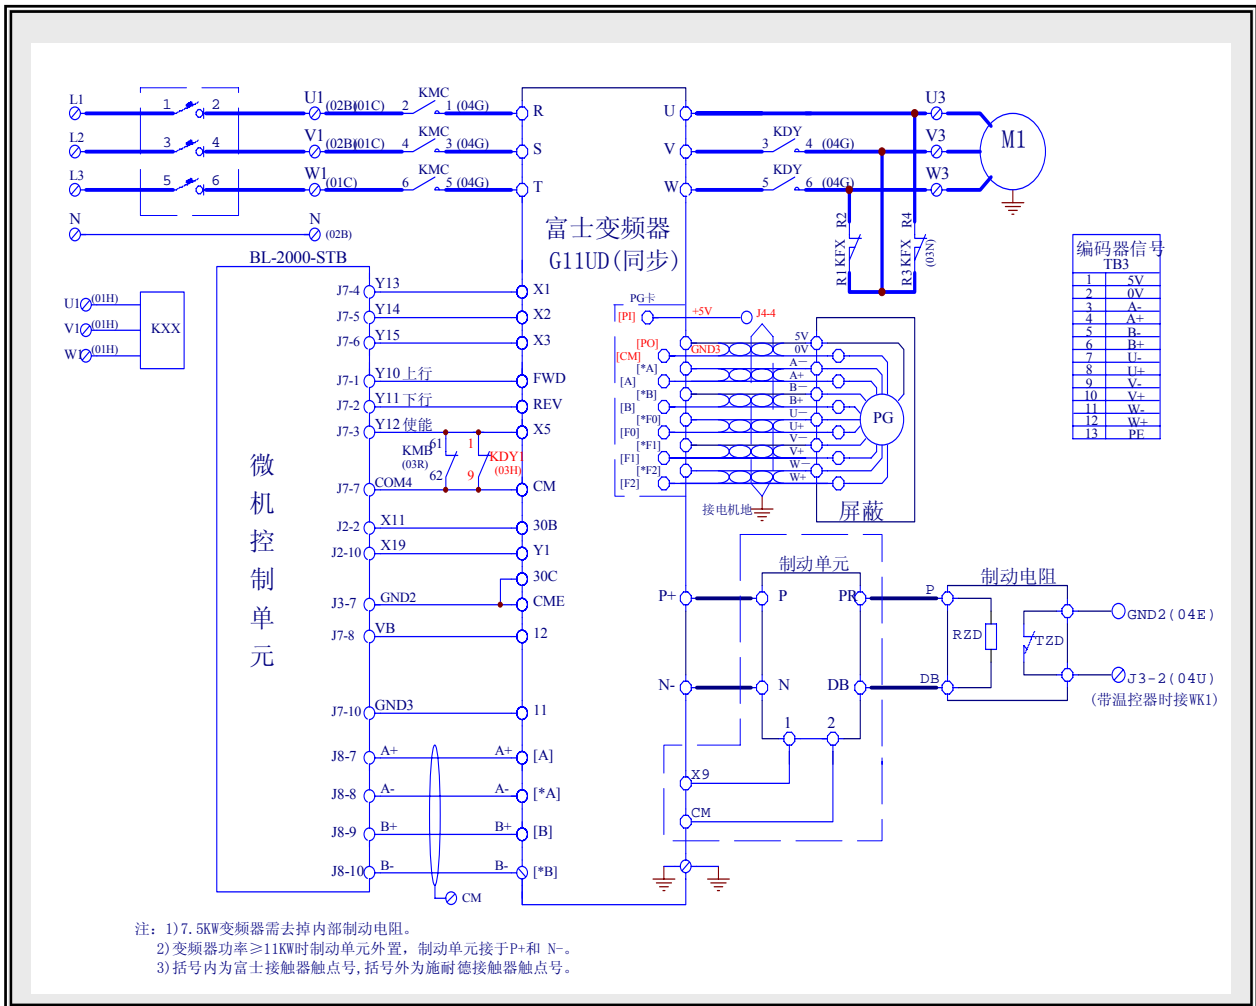 L1 1 2 U1 (02B)(01C) 2 KMC 1 (04G) R U U3
L2 3 4 V1 (02B)(01C) 4 KMC 3 (04G) S V 3 KDY 4 (04G) V3 M1
L3 5 6 W1 (01C) 6 KMC 5 (04G) T W 5 KDY 6 (04G) W3
N N (02B)
富士变频器
G11UD(同步)
R2 R4
KFX KFX (03N)
R1 R3
BL-2000-STB
微机控制单元
U1 (01H)
V1 (01H)
W1 (01H)
KXX
J7-4 Y13 X1
J7-5 Y14 X2
J7-6 Y15 X3
J7-1 Y10 上行 FWD
J7-2 Y11 下行 REV
J7-3 Y12 使能 X5
61 1
KMB KDY1
(03R) (03H)
62 9
J7-7 COM4 CM
J2-2 X11 30B
J2-10 X19 Y1
30C
J3-7 GND2 CME
J7-8 VB 12
J7-10 GND3 11
J8-7 A+ A+ [A]
J8-8 A- A- [*A]
J8-9 B+ B+ [B]
J8-10 B- B- [*B]
CM
PG卡
[PI] +5V J4-4
[PO] 5V
[CM] GND3 0V
[*A] A-
[A] A+
[*B] B-
[B] B+
[*F0] U-
[F0] U+
[*F1] V-
[F1] V+
[*F2] W-
[F2] W+
PG
接电机地
屏蔽
编码器信号
TB3
1 5V
2 0V
3 A-
4 A+
5 B-
6 B+
7 U-
8 U+
9 V-
10 V+
11 W-
12 W+
13 PE
制动单元
制动电阻
P+ P PR P
RZD TZD
GND2(04E)
N- N DB DB
J3-2(04U)
(带温控器时接WK1)
1 2
X9
CM
注：1)7.5KW变频器需去掉内部制动电阻。
2)变频器功率≥11KW时制动单元外置，制动单元接于P+和 N-。
3)括号内为富士接触器触点号,括号外为施耐德接触器触点号。